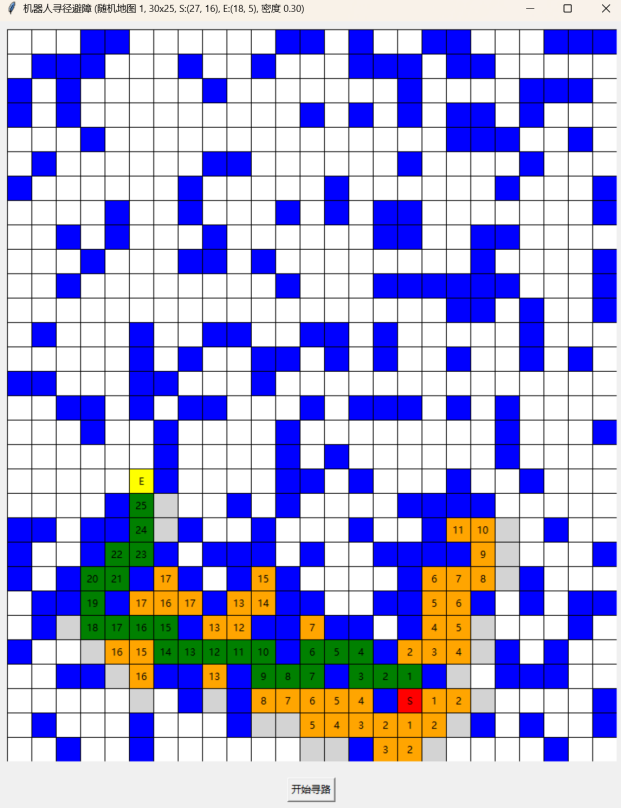 机器人寻径避障 (随机地图 1, 30x25, S:(27, 16), E:(18, 5), 密度 0.30)
E
25
24 11 10
22 23 9
20 21 17 15 6 7 8
19 17 16 17 13 14 5 6
18 17 16 15 13 12 7 4 5
16 15 14 13 12 11 10 6 5 4 2 3 4
16 13 9 8 7 3 2 1
8 7 6 5 4 S 1 2
5 4 3 2 1 2
3 2
开始寻路